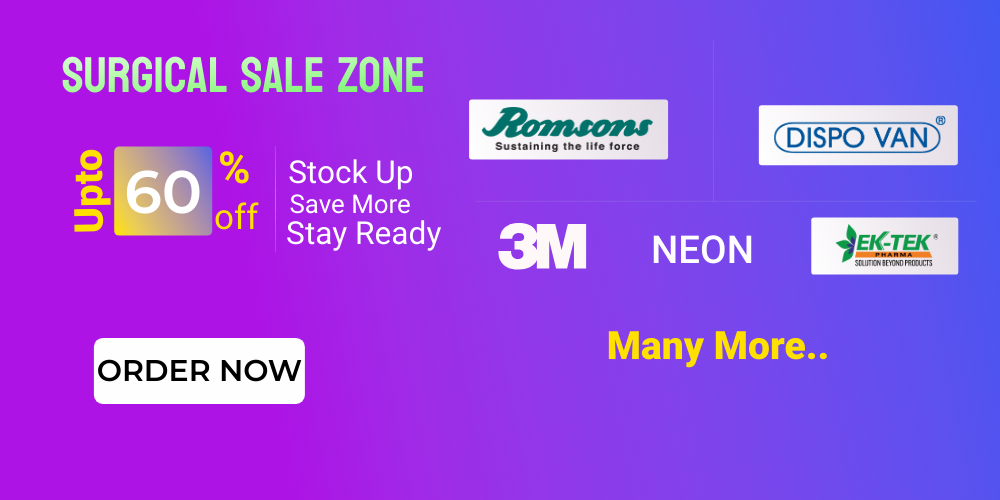 SURGICAL SALE ZONE
Upto
60
%
off
Stock Up
Save More
Stay Ready
ORDER NOW
Romsons
Sustaining the life force
DISPO VAN®
3M
NEON
EK-TEK®
PHARMA
SOLUTION BEYOND PRODUCTS
Many More..